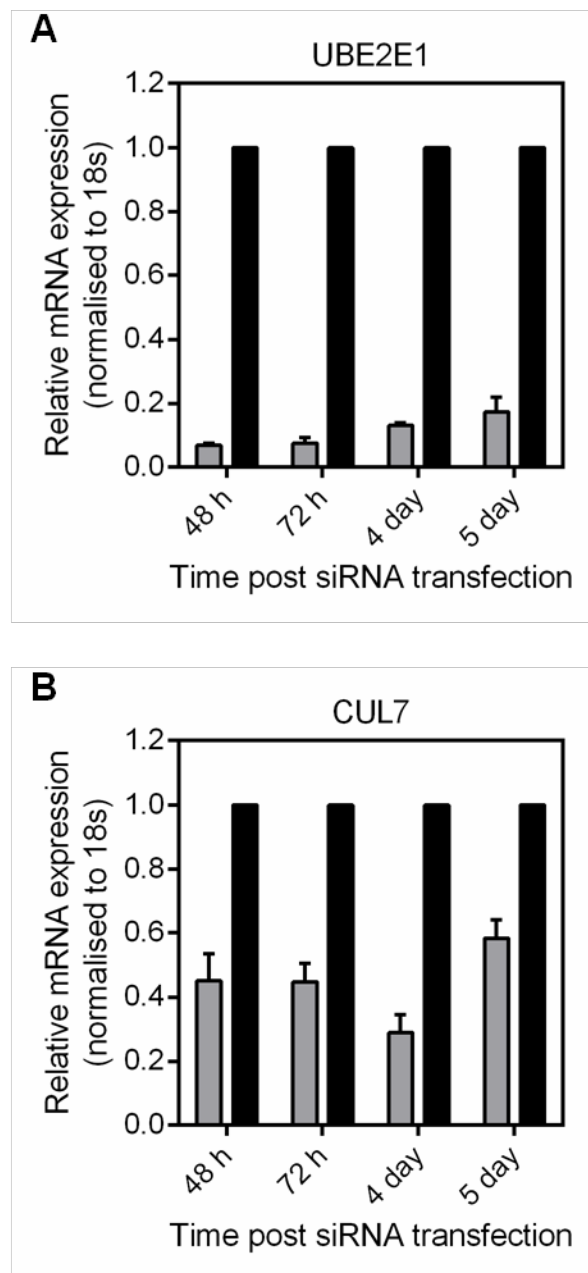 A
UBE2E1
Relative mRNA expression
(normalised to 18s)
1.2
1.0
0.8
0.6
0.4
0.2
0.0
48 h
72 h
4 day
5 day
Time post siRNA transfection
B
CUL7
Relative mRNA expression
(normalised to 18s)
1.2
1.0
0.8
0.6
0.4
0.2
0.0
48 h
72 h
4 day
5 day
Time post siRNA transfection